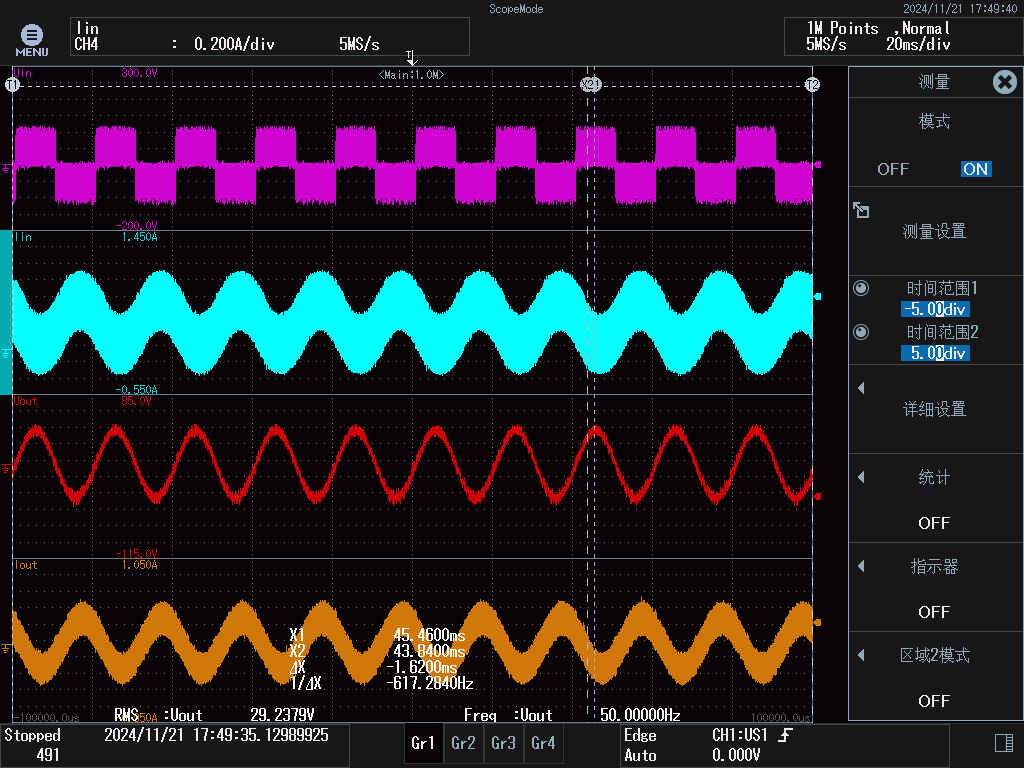 ScopeMode
2024/11/21 17:49:40
MENU
Iin
CH4 : 0.200A/div 5MS/s
1M Points ,Normal
5MS/s 20ms/div
T
Uin 300.0V
<Main:1.0M>
T1
T2
-200.0V
Iin 1.450A
-0.550A
Uout 85.0V
-115.0V
Iout 1.050A
X1 45.4600ms
X2 43.8400ms
ΔX -1.6200ms
1/ΔX -617.2840Hz
-100000.0us
RMS :Uout 29.2379V
Freq :Uout 50.00000Hz
100000.0us
测量
模式
OFF ON
测量设置
时间范围1
-5.00div
时间范围2
5.00div
详细设置
统计
OFF
指示器
OFF
区域2模式
OFF
Stopped 2024/11/21 17:49:35.12989925
491
Gr1 Gr2 Gr3 Gr4
Edge CH1:US1
Auto 0.000V